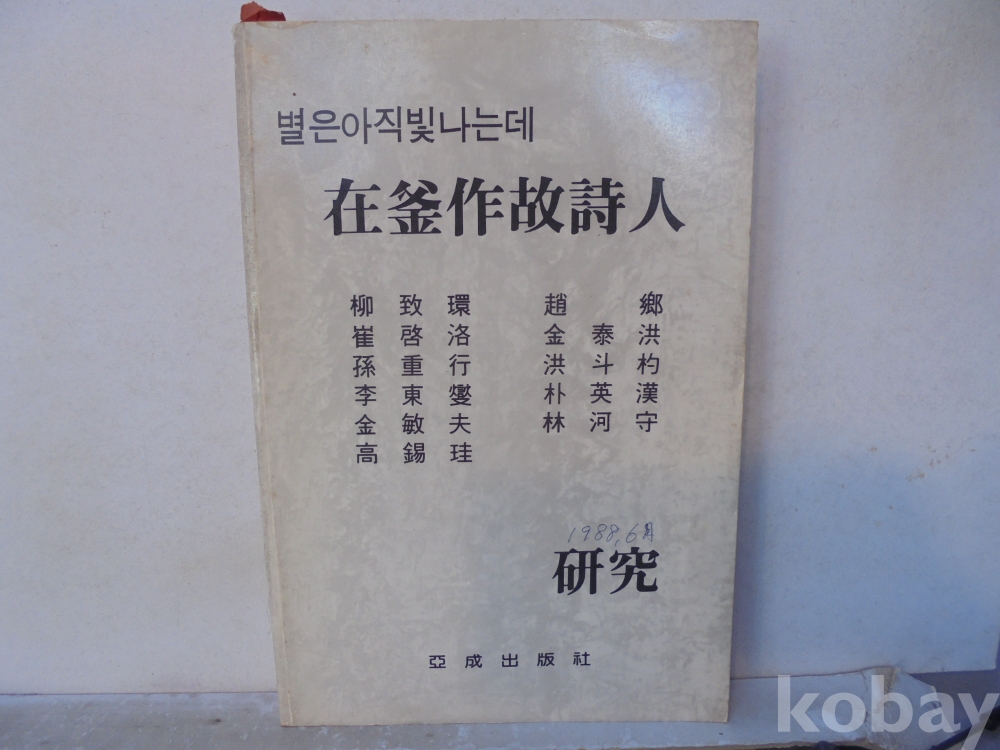 별은아직빛나는데
在釜作故詩人
柳致環
崔啓洛
孫重行
李東燮
金敏夫
高錫珪
趙鄕
金泰洪
洪斗杓
朴英漢
林河守
1988, 6月
研究
亞成出版社
kobay